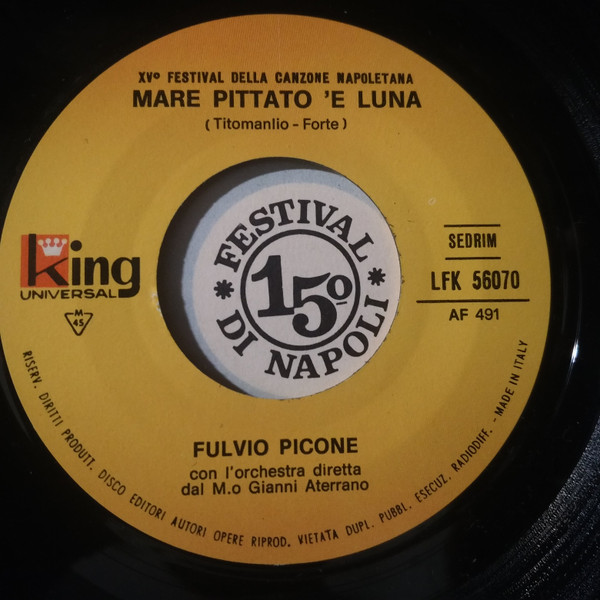 XVº FESTIVAL DELLA CANZONE NAPOLETANA
MARE PITTATO 'E LUNA
( Titomanlio - Forte )
king
UNIVERSAL
M
45
* FESTIVAL *
15º
DI NAPOLI
SEDRIM
LFK 56070
AF 491
FULVIO PICONE
con l'orchestra diretta
dal M.o Gianni Aterrano
RISERV. DIRITTI PRODUTT. DISCO EDITORI AUTORI OPERE RIPROD. VIETATA DUPL. PUBBL. ESECUZ. RADIODIFF. - MADE IN ITALY